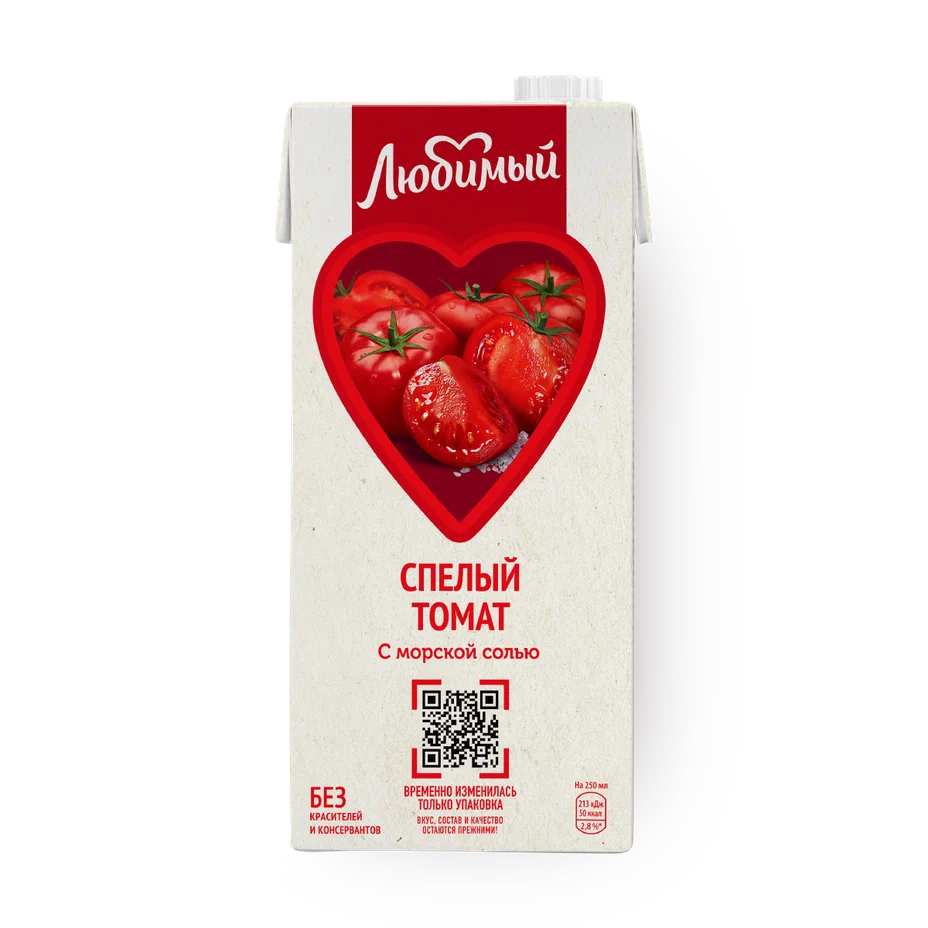 Любимый
СПЕЛЫЙ
ТОМАТ
С морской солью
ВРЕМЕННО ИЗМЕНИЛАСЬ
ТОЛЬКО УПАКОВКА
ВКУС, СОСТАВ И КАЧЕСТВО
ОСТАЮТСЯ ПРЕЖНИМИ!
БЕЗ
КРАСИТЕЛЕЙ
И КОНСЕРВАНТОВ
На 250 мл
213 кДж
50 ккал
2,8 %*